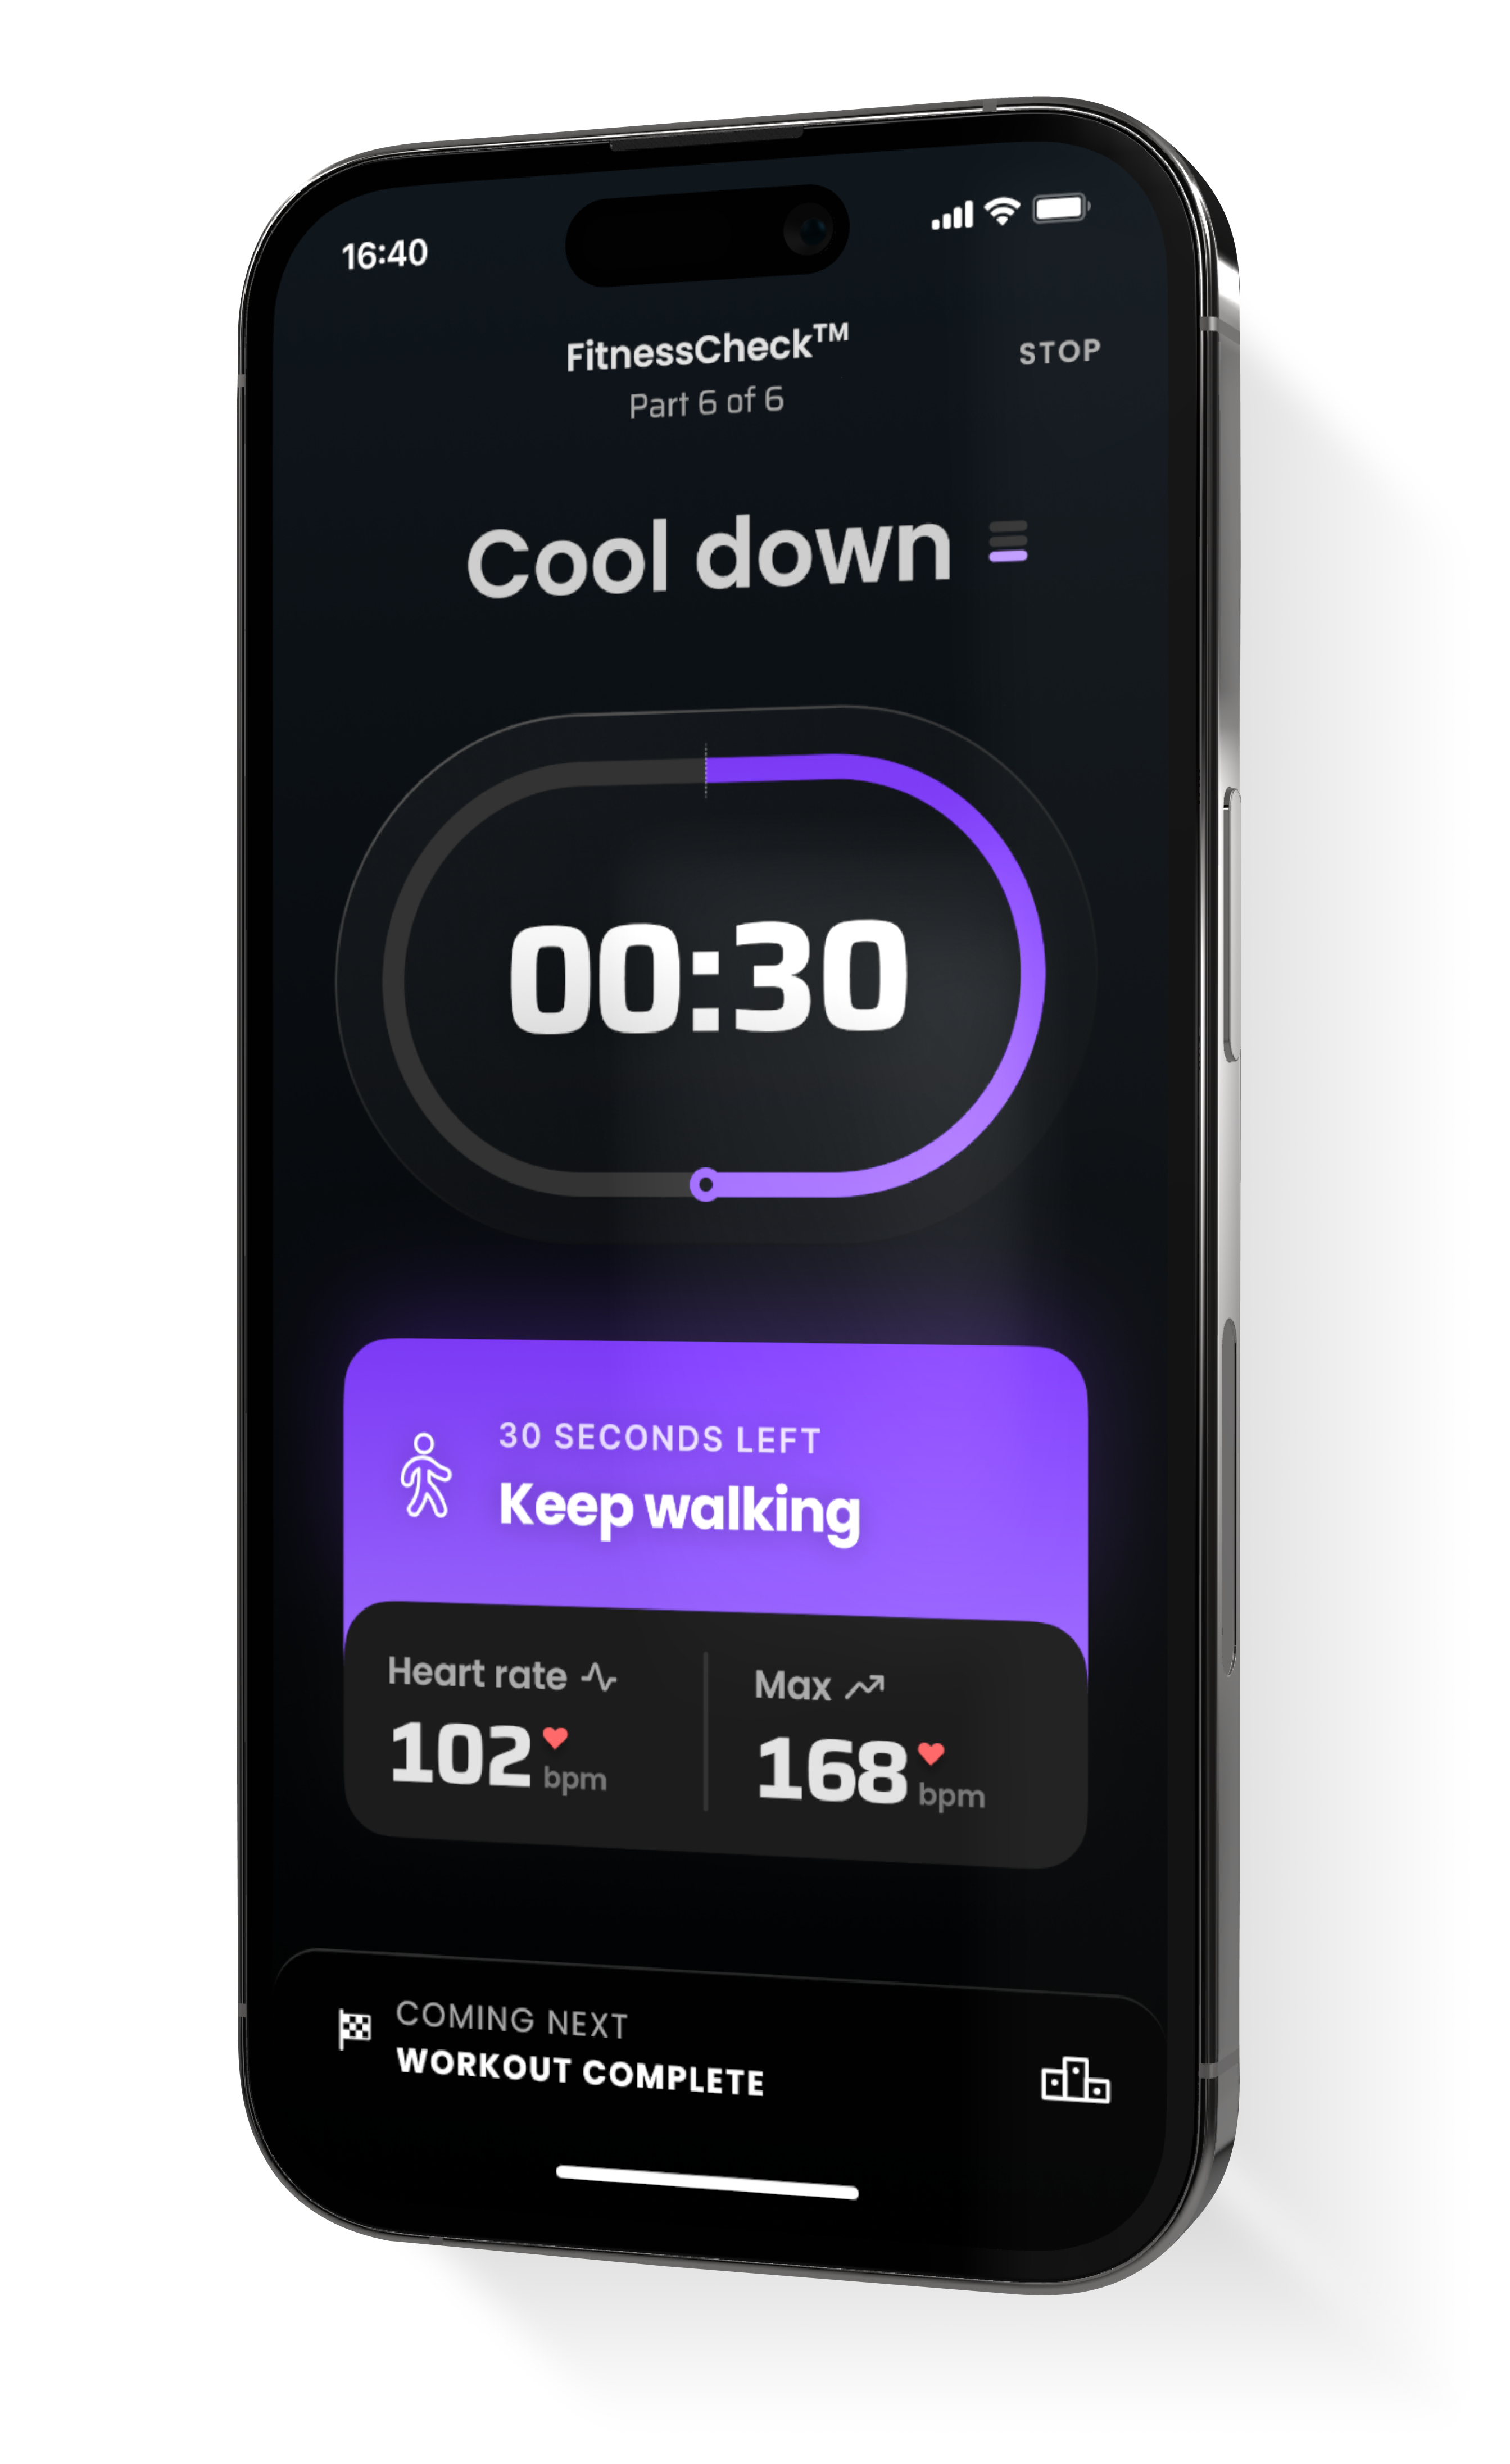 16:40
FitnessCheck™
Part 6 of 6
STOP
Cool down
00:30
30 SECONDS LEFT
Keep walking
Heart rate
102 bpm
Max
168 bpm
COMING NEXT
WORKOUT COMPLETE